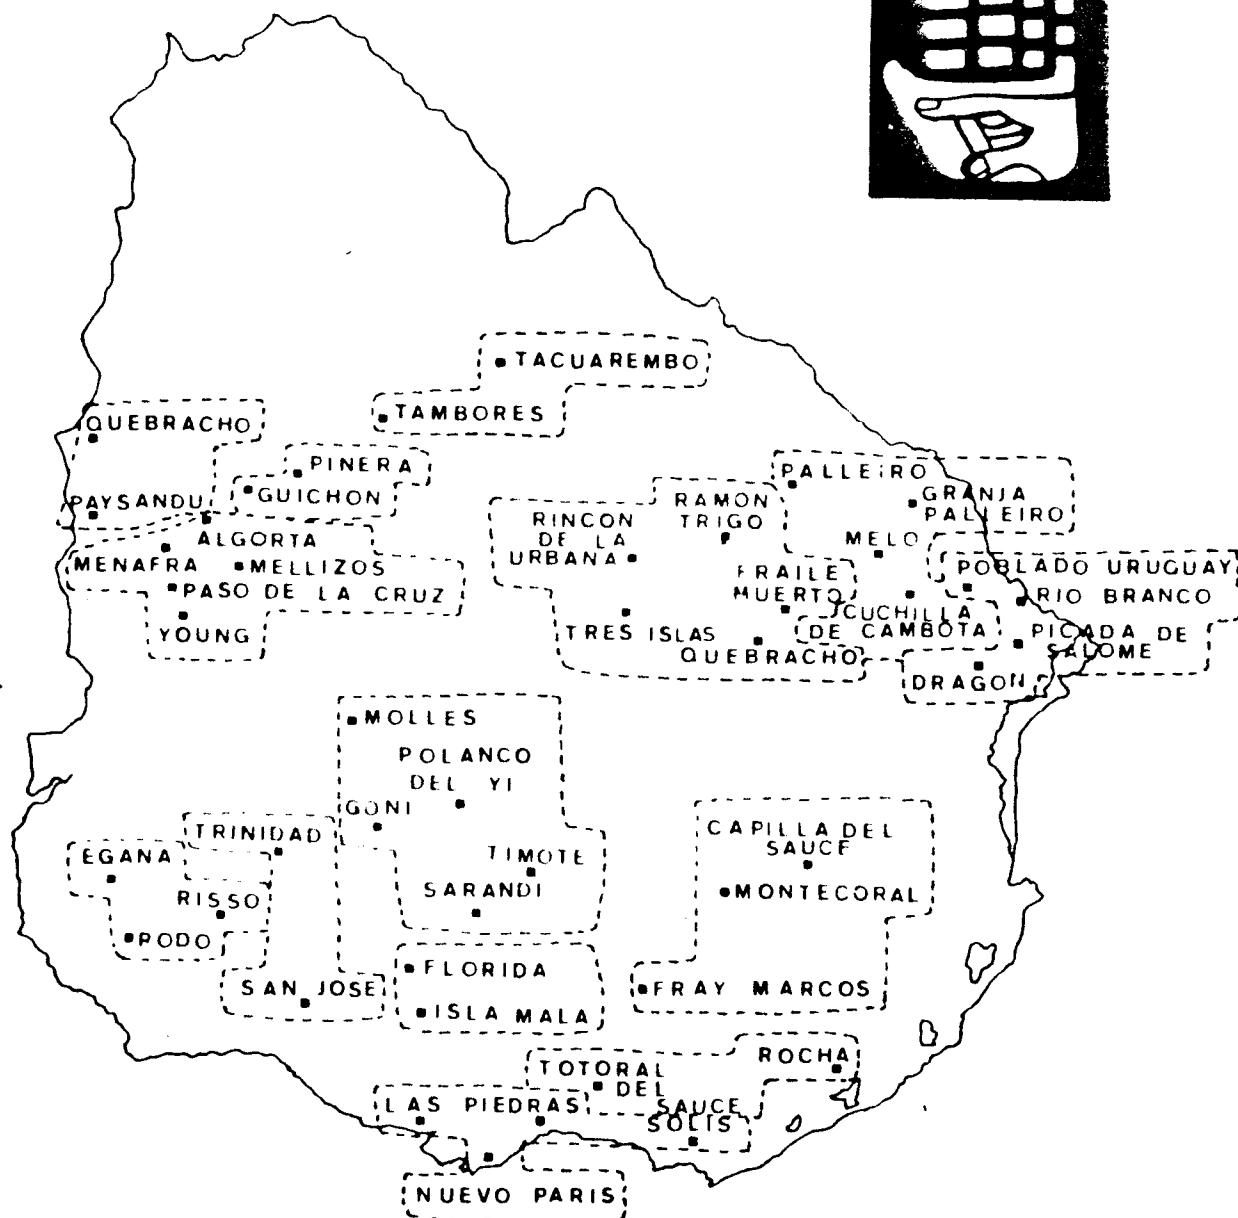 TACUAREMBO
TAMBORES
QUEBRACHO
PINERA
GUICHON
PAYSANDU
ALGORTA
MENAFRA
MELLIZOS
PASO DE LA CRUZ
YOUNG
PALLEIRO
GRANJA
PALLEIRO
RAMON
TRIGO
RINCON
DE LA
URBANA
MELO
FRAILE
MUERTO
POBLADO URUGUAY
RIO BRANCO
CUCHILLA
DE CAMBOTA
TRES ISLAS
QUEBRACHO
PICADA DE
SALOME
DRAGON
MOLLES
POLANCO
DEL YI
GONI
TIMOTE
SARANDI
TRINIDAD
EGANA
RISSO
RODO
SAN JOSE
FLORIDA
ISLA MALA
CAPILLA DEL
SAUCE
MONTECORAL
FRAY MARCOS
ROCHA
TOTORAL
DEL
SAUCE
SOLIS
LAS PIEDRAS
NUEVO PARIS